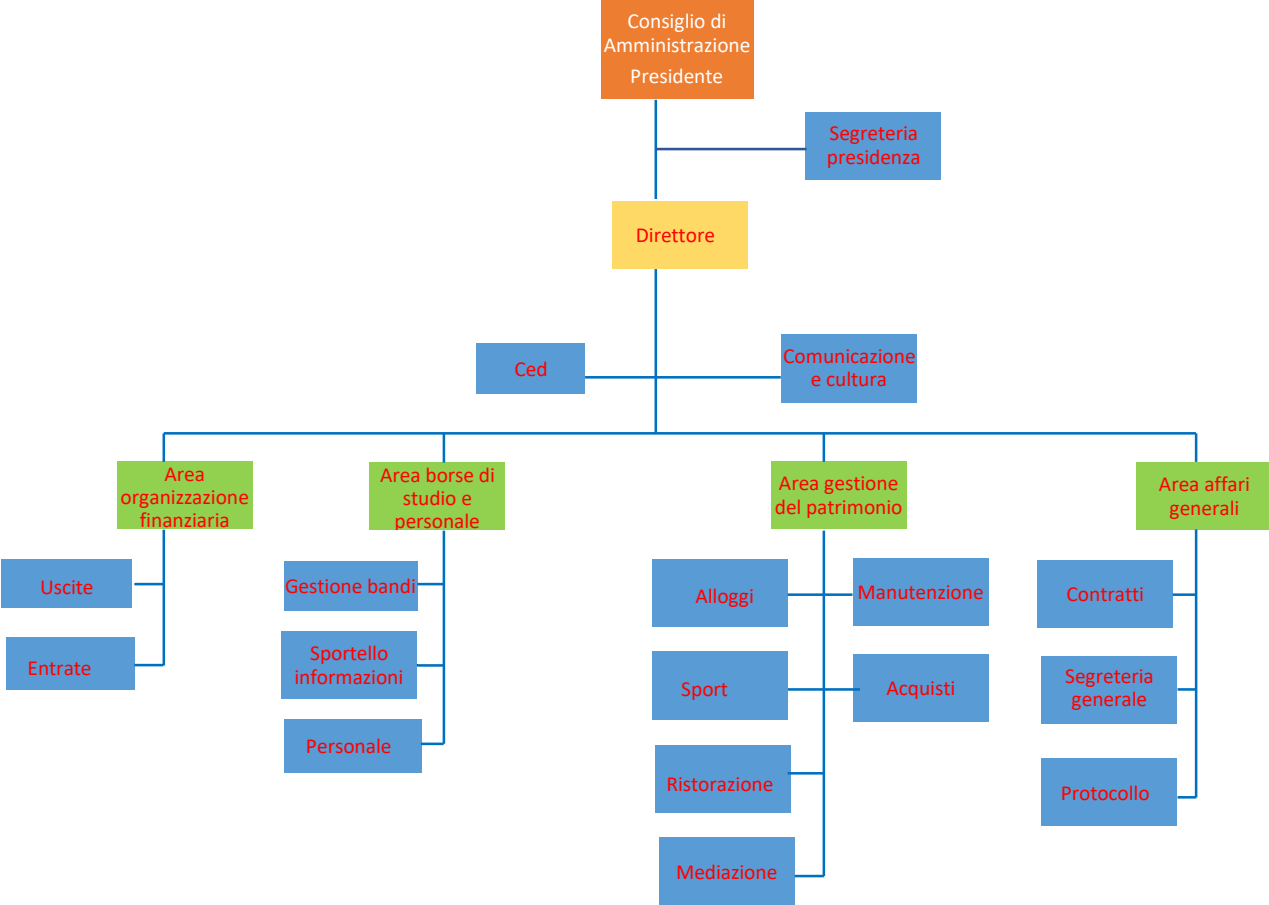 Consiglio di
Amministrazione
Presidente
Segreteria
presidenza
Direttore
Ced
Comunicazione
e cultura
Area
organizzazione
finanziaria
Area borse di
studio e
personale
Area gestione
del patrimonio
Area affari
generali
Uscite
Entrate
Gestione bandi
Sportello
informazioni
Personale
Alloggi
Manutenzione
Sport
Acquisti
Ristorazione
Mediazione
Contratti
Segreteria
generale
Protocollo